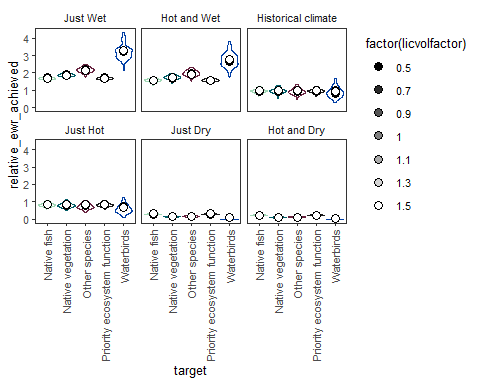 Just Wet
Hot and Wet
Historical climate
4
3
2
1
0
Just Hot
Just Dry
Hot and Dry
4
3
2
1
0
relative_ewr_achieved
Native fish
Native vegetation
Other species
Priority ecosystem function
Waterbirds
Native fish
Native vegetation
Other species
Priority ecosystem function
Waterbirds
Native fish
Native vegetation
Other species
Priority ecosystem function
Waterbirds
target
factor(licvolfactor)
0.5
0.7
0.9
1
1.1
1.3
1.5